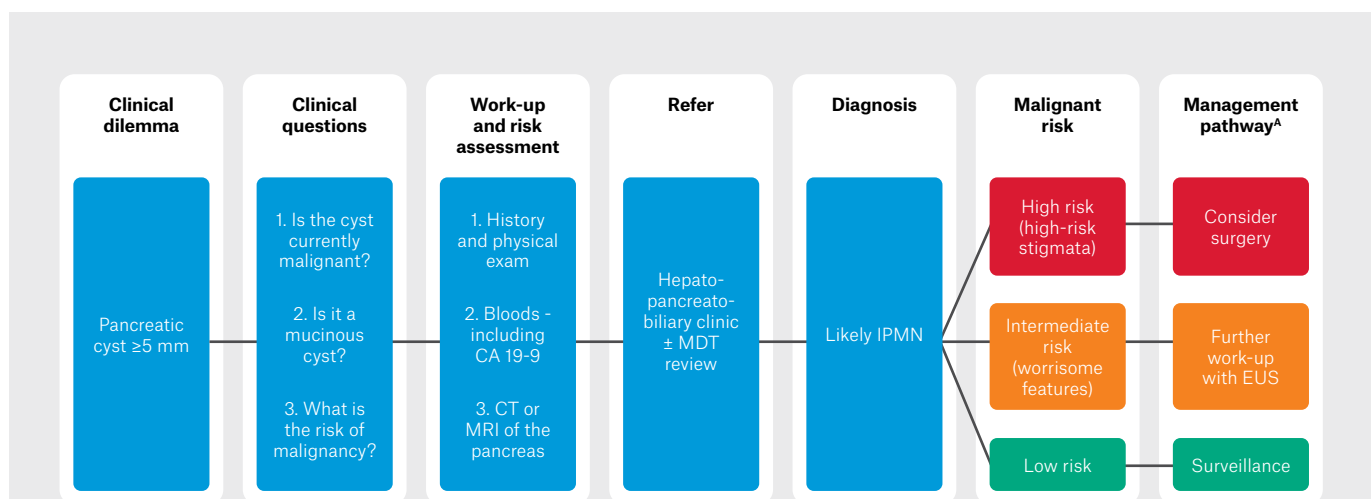 Clinical
dilemma
Clinical
questions
Work-up
and risk
assessment
Refer
Diagnosis
Malignant
risk
Management
pathwayᴬ
Pancreatic
cyst ≥5 mm
1. Is the cyst
currently
malignant?
2. Is it a
mucinous
cyst?
3. What is
the risk of
malignancy?
1. History
and physical
exam
2. Bloods -
including
CA 19-9
3. CT or
MRI of the
pancreas
Hepato-
pancreato-
biliary clinic
± MDT
review
Likely IPMN
High risk
(high-risk
stigmata)
Consider
surgery
Intermediate
risk
(worrisome
features)
Further
work-up
with EUS
Low risk
Surveillance